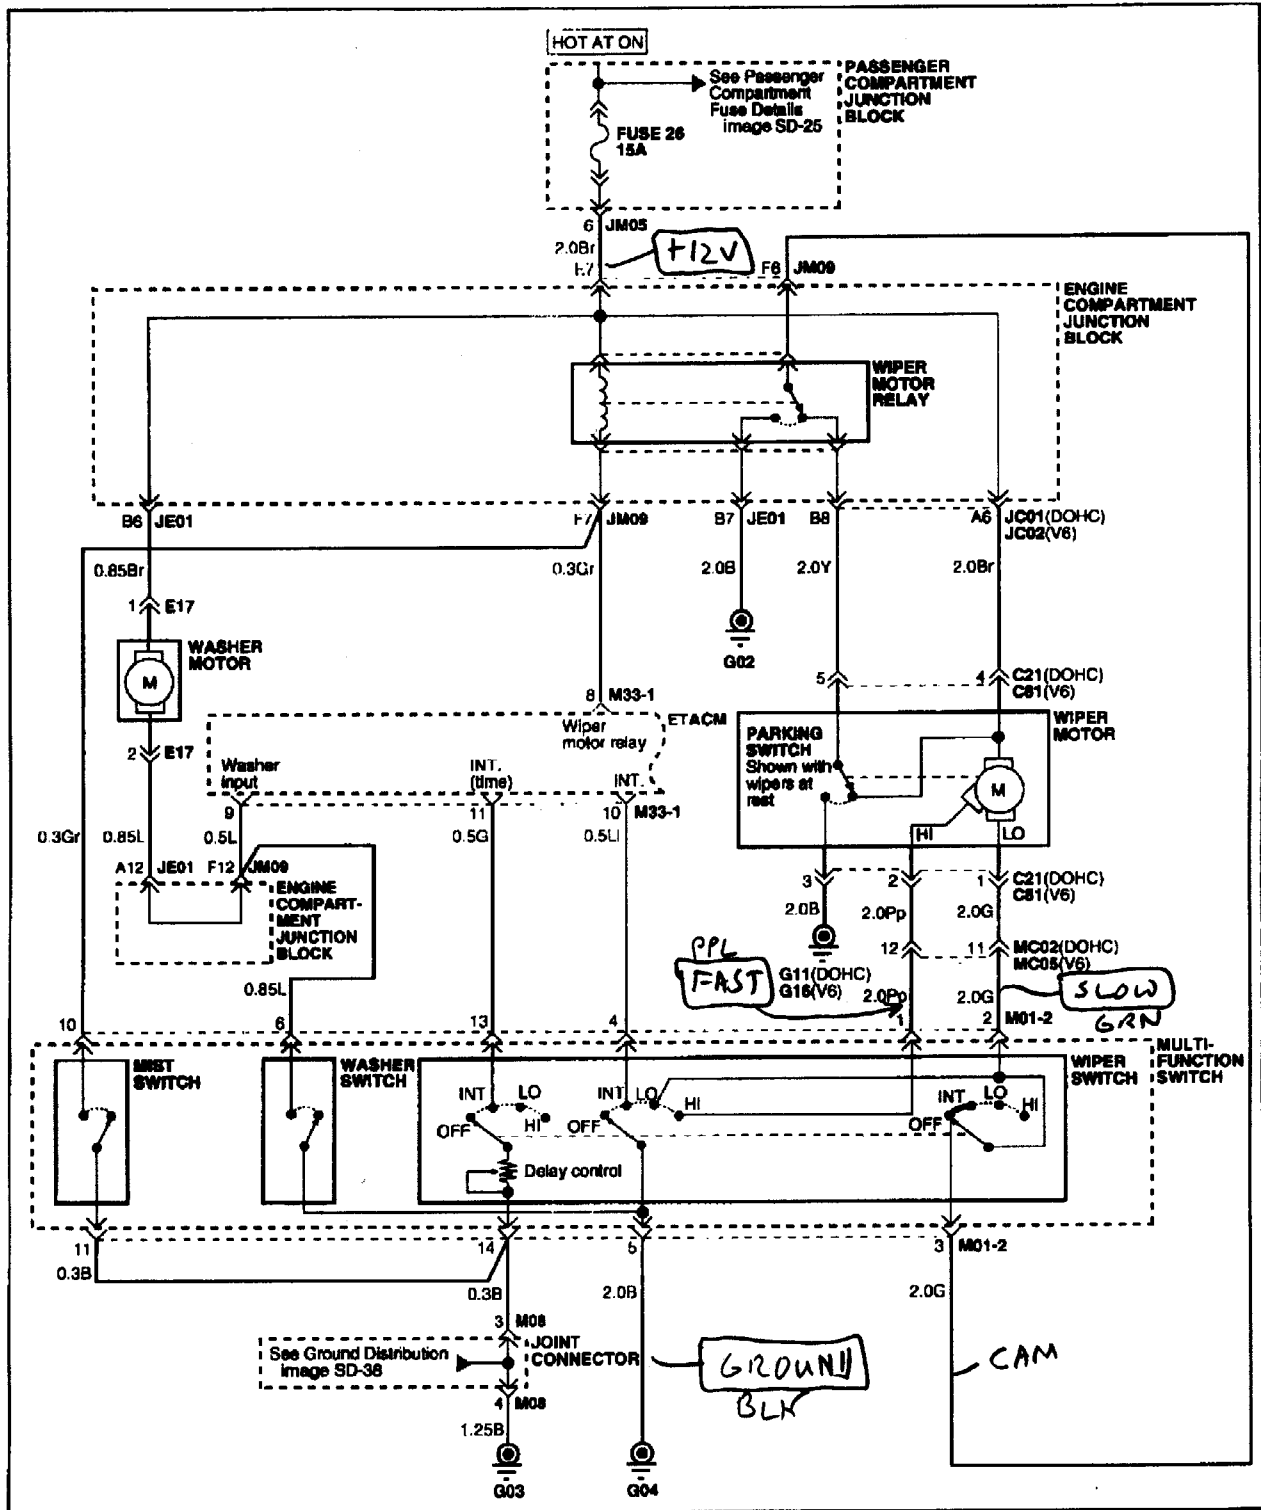 HOT AT ON
See Passenger
Compartment
Fuse Details
image SD-25
PASSENGER
COMPARTMENT
JUNCTION
BLOCK
FUSE 26
15A
6 JM05
2.0Br
+12V
F7
F6 JM09
ENGINE
COMPARTMENT
JUNCTION
BLOCK
WIPER
MOTOR
RELAY
B6 JE01
F7 JM09
B7 JE01
B8
A6 JC01(DOHC)
JC02(V6)
0.85Br
0.3Gr
2.0B
2.0Y
2.0Br
1 E17
WASHER
MOTOR
M
G02
5
4 C21(DOHC)
C81(V6)
2 E17
8 M33-1
ETACM
Wiper
motor relay
Washer
input
INT.
(time)
INT.
WIPER
MOTOR
PARKING
SWITCH
Shown with
wipers at
rest
M
HI
LO
9
11
10 M33-1
0.3Gr
0.85L
0.5L
0.5G
0.5Ll
A12 JE01
F12 JM09
ENGINE
COMPART-
MENT
JUNCTION
BLOCK
3
2
1 C21(DOHC)
C81(V6)
2.0B
2.0Pp
2.0G
12
11 MC02(DOHC)
MC05(V6)
G11(DOHC)
G16(V6)
PPL
FAST
0.85L
2.0Pp
2.0G
SLOW
GRN
10
6
13
4
1
2 M01-2
MIST
SWITCH
WASHER
SWITCH
WIPER
SWITCH
MULTI-
FUNCTION
SWITCH
INT LO
OFF HI
INT LO
OFF HI
INT LO HI
OFF
Delay control
11
14
5
3 M01-2
0.3B
0.3B
2.0B
2.0G
3 M08
JOINT
CONNECTOR
See Ground Distribution
image SD-38
4 M08
GROUND
BLK
CAM
1.25B
G03
G04